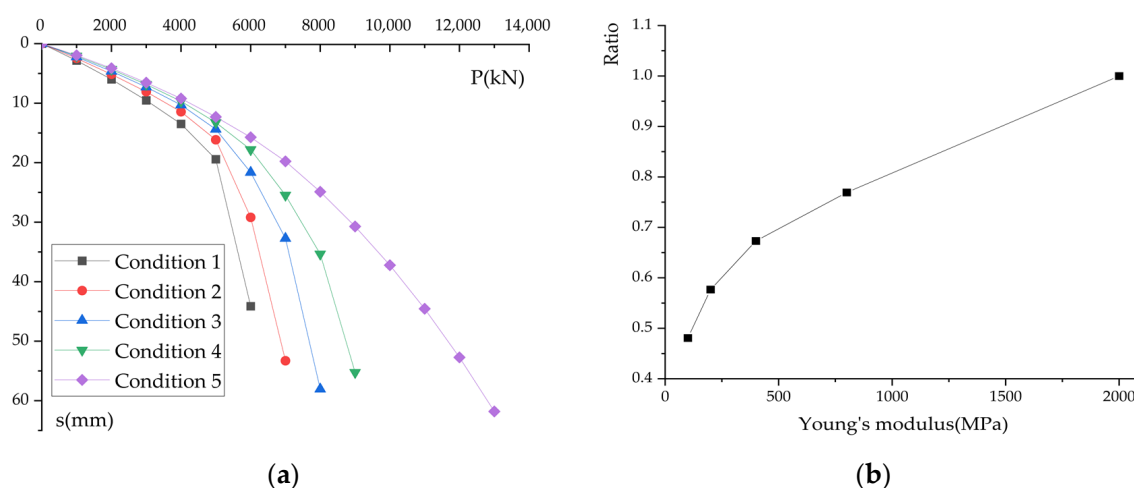 0 2000 4000 6000 8000 10,000 12,000 14,000
P(kN)
0
10
20
30
40
50
60
Condition 1
Condition 2
Condition 3
Condition 4
Condition 5
s(mm)
(a)
Ratio
1.1
1.0
0.9
0.8
0.7
0.6
0.5
0.4
0 500 1000 1500 2000
Young's modulus(MPa)
(b)